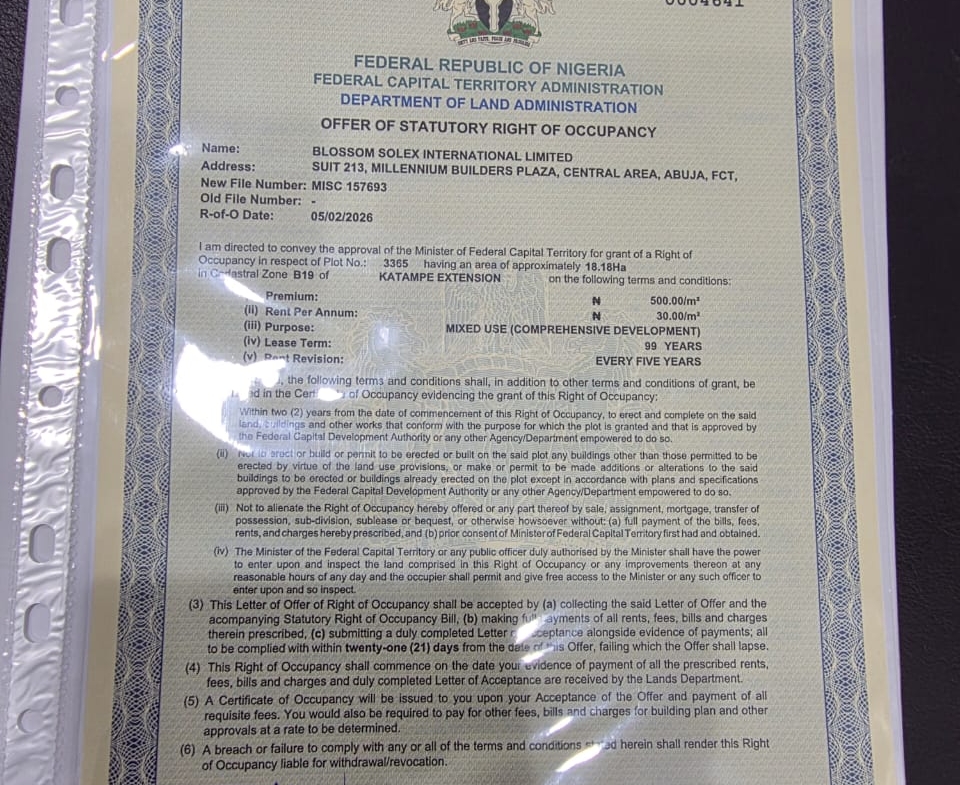 0004641
UNITY AND FAITH, PEACE AND PROGRESS
FEDERAL REPUBLIC OF NIGERIA
FEDERAL CAPITAL TERRITORY ADMINISTRATION
DEPARTMENT OF LAND ADMINISTRATION
OFFER OF STATUTORY RIGHT OF OCCUPANCY
Name: BLOSSOM SOLEX INTERNATIONAL LIMITED
Address: SUIT 213, MILLENNIUM BUILDERS PLAZA, CENTRAL AREA, ABUJA, FCT,
New File Number: MISC 157693
Old File Number: -
R-of-O Date: 05/02/2026
I am directed to convey the approval of the Minister of Federal Capital Territory for grant of a Right of
Occupancy in respect of Plot No.: 3365 having an area of approximately 18.18Ha
in Cadastral Zone B19 of KATAMPE EXTENSION on the following terms and conditions:
Premium: ₦ 500.00/m²
(ii) Rent Per Annum: ₦ 30.00/m²
(iii) Purpose: MIXED USE (COMPREHENSIVE DEVELOPMENT)
(iv) Lease Term: 99 YEARS
(v) Rent Revision: EVERY FIVE YEARS
, the following terms and conditions shall, in addition to other terms and conditions of grant, be
in the Certificate of Occupancy evidencing the grant of this Right of Occupancy:
Within two (2) years from the date of commencement of this Right of Occupancy, to erect and complete on the said
land, buildings and other works that conform with the purpose for which the plot is granted and that is approved by
the Federal Capital Development Authority or any other Agency/Department empowered to do so.
(ii) Not to erect or build or permit to be erected or built on the said plot any buildings other than those permitted to be
erected by virtue of the land use provisions, or make or permit to be made additions or alterations to the said
buildings to be erected or buildings already erected on the plot except in accordance with plans and specifications
approved by the Federal Capital Development Authority or any other Agency/Department empowered to do so.
(iii) Not to alienate the Right of Occupancy hereby offered or any part thereof by sale, assignment, mortgage, transfer of
possession, sub-division, sublease or bequest, or otherwise howsoever without: (a) full payment of the bills, fees,
rents, and charges hereby prescribed, and (b) prior consent of Minister of Federal Capital Territory first had and obtained.
(iv) The Minister of the Federal Capital Territory or any public officer duly authorised by the Minister shall have the power
to enter upon and inspect the land comprised in this Right of Occupancy or any improvements thereon at any
reasonable hours of any day and the occupier shall permit and give free access to the Minister or any such officer to
enter upon and so inspect.
(3) This Letter of Offer of Right of Occupancy shall be accepted by (a) collecting the said Letter of Offer and the
acompanying Statutory Right of Occupancy Bill, (b) making full payments of all rents, fees, bills and charges
therein prescribed, (c) submitting a duly completed Letter of Acceptance alongside evidence of payments; all
to be complied with within twenty-one (21) days from the date of this Offer, failing which the Offer shall lapse.
(4) This Right of Occupancy shall commence on the date your evidence of payment of all the prescribed rents,
fees, bills and charges and duly completed Letter of Acceptance are received by the Lands Department.
(5) A Certificate of Occupancy will be issued to you upon your Acceptance of the Offer and payment of all
requisite fees. You would also be required to pay for other fees, bills and charges for building plan and other
approvals at a rate to be determined.
(6) A breach or failure to comply with any or all of the terms and conditions stated herein shall render this Right
of Occupancy liable for withdrawal/revocation.